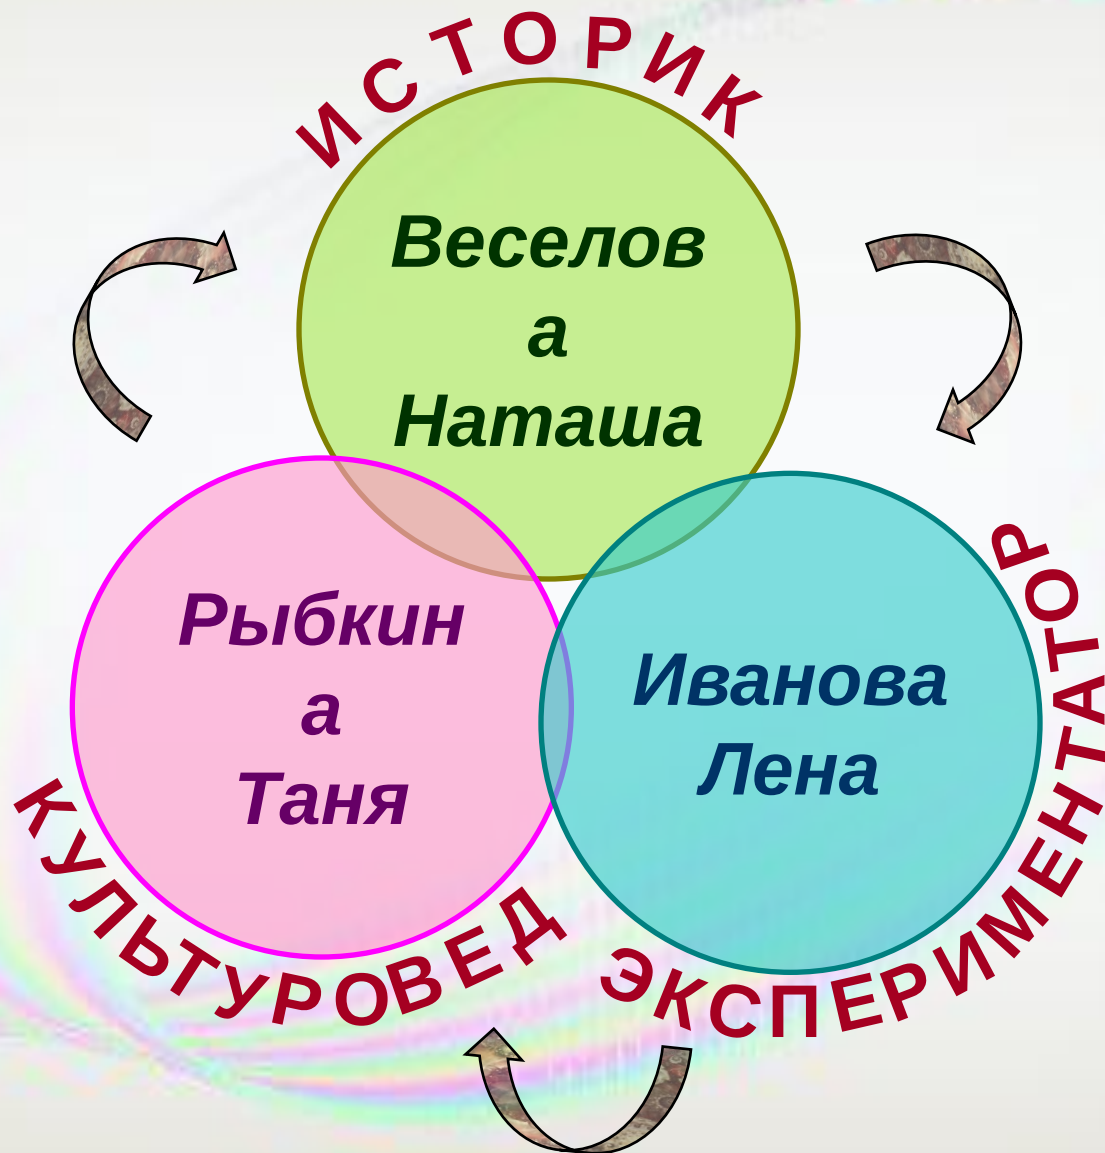 ИСТОРИК
Веселов
а
Наташа
Рыбкин
а
Таня
КУЛЬТУРОВЕД
Иванова
Лена
ЭКСПЕРИМЕНТАТОР